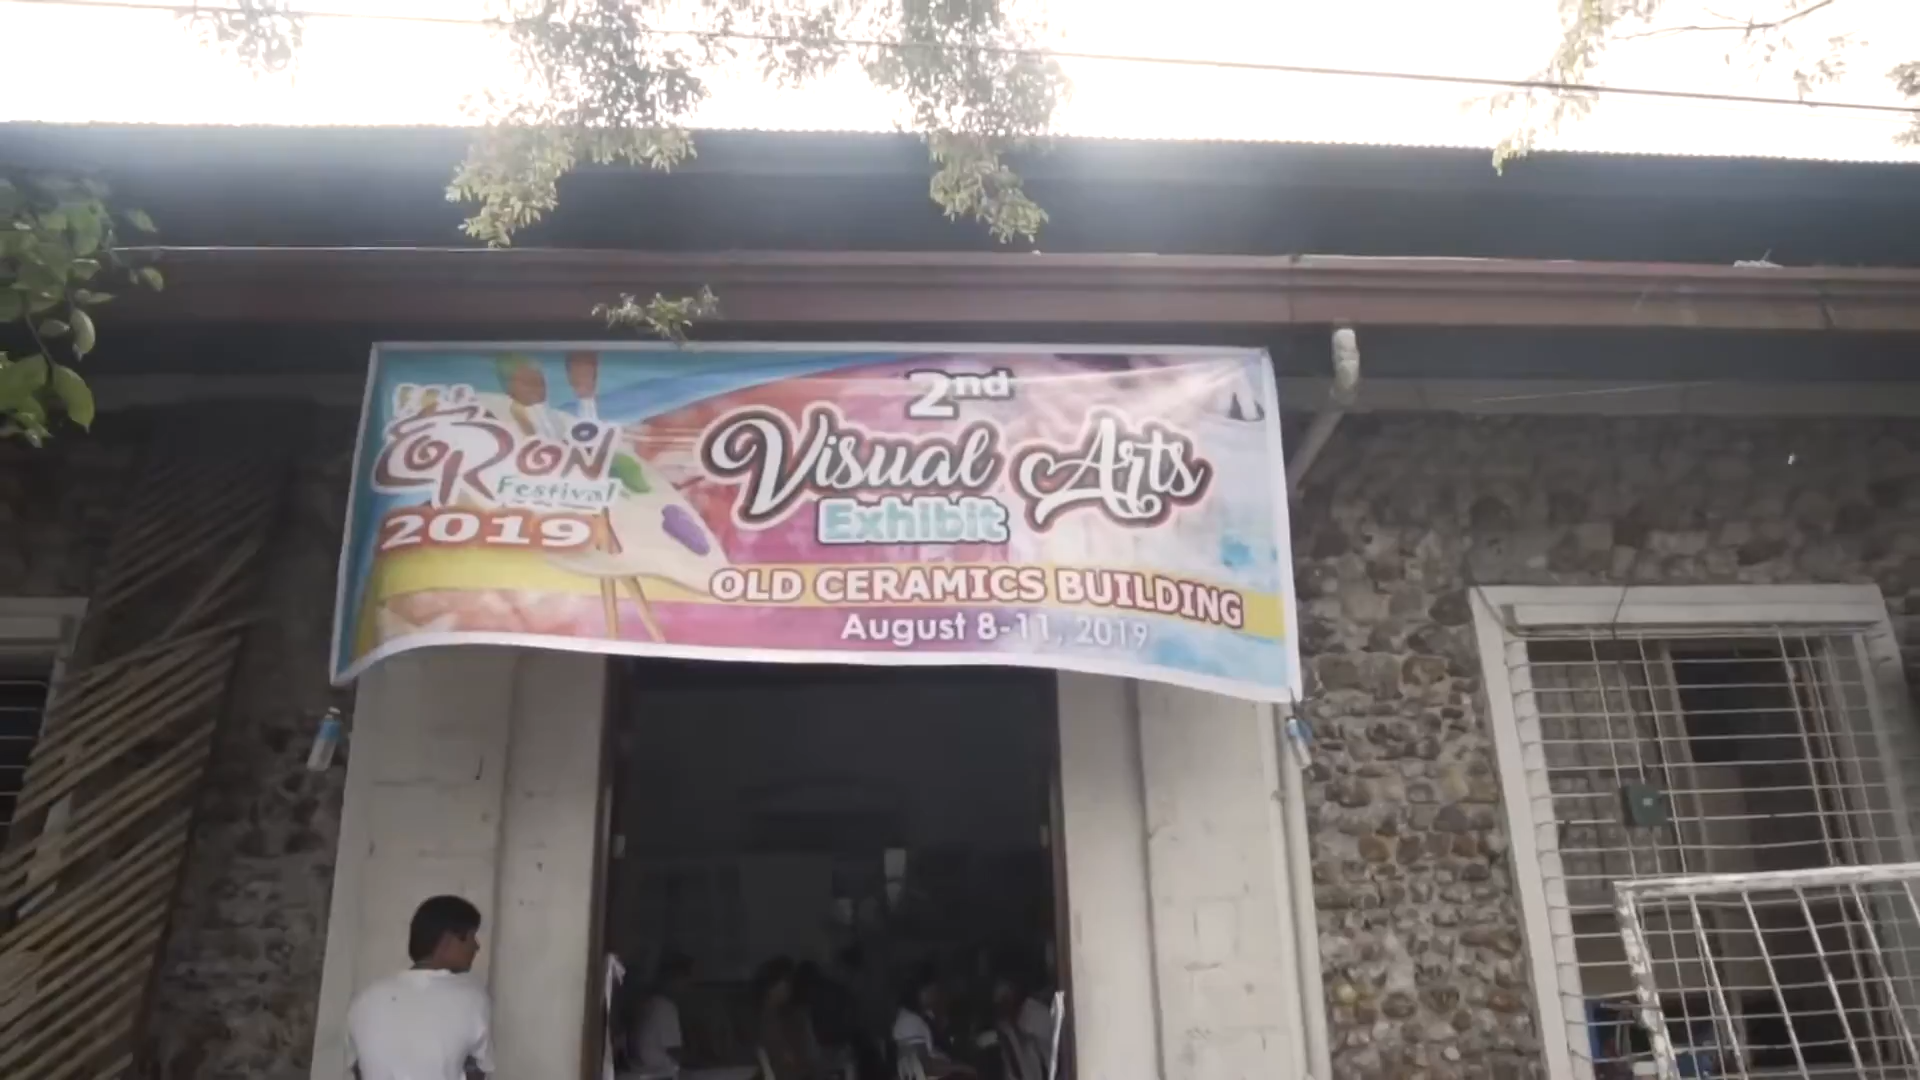 CORON
Festival
2019
2nd
Visual Arts
Exhibit
OLD CERAMICS BUILDING
August 8-11, 2019